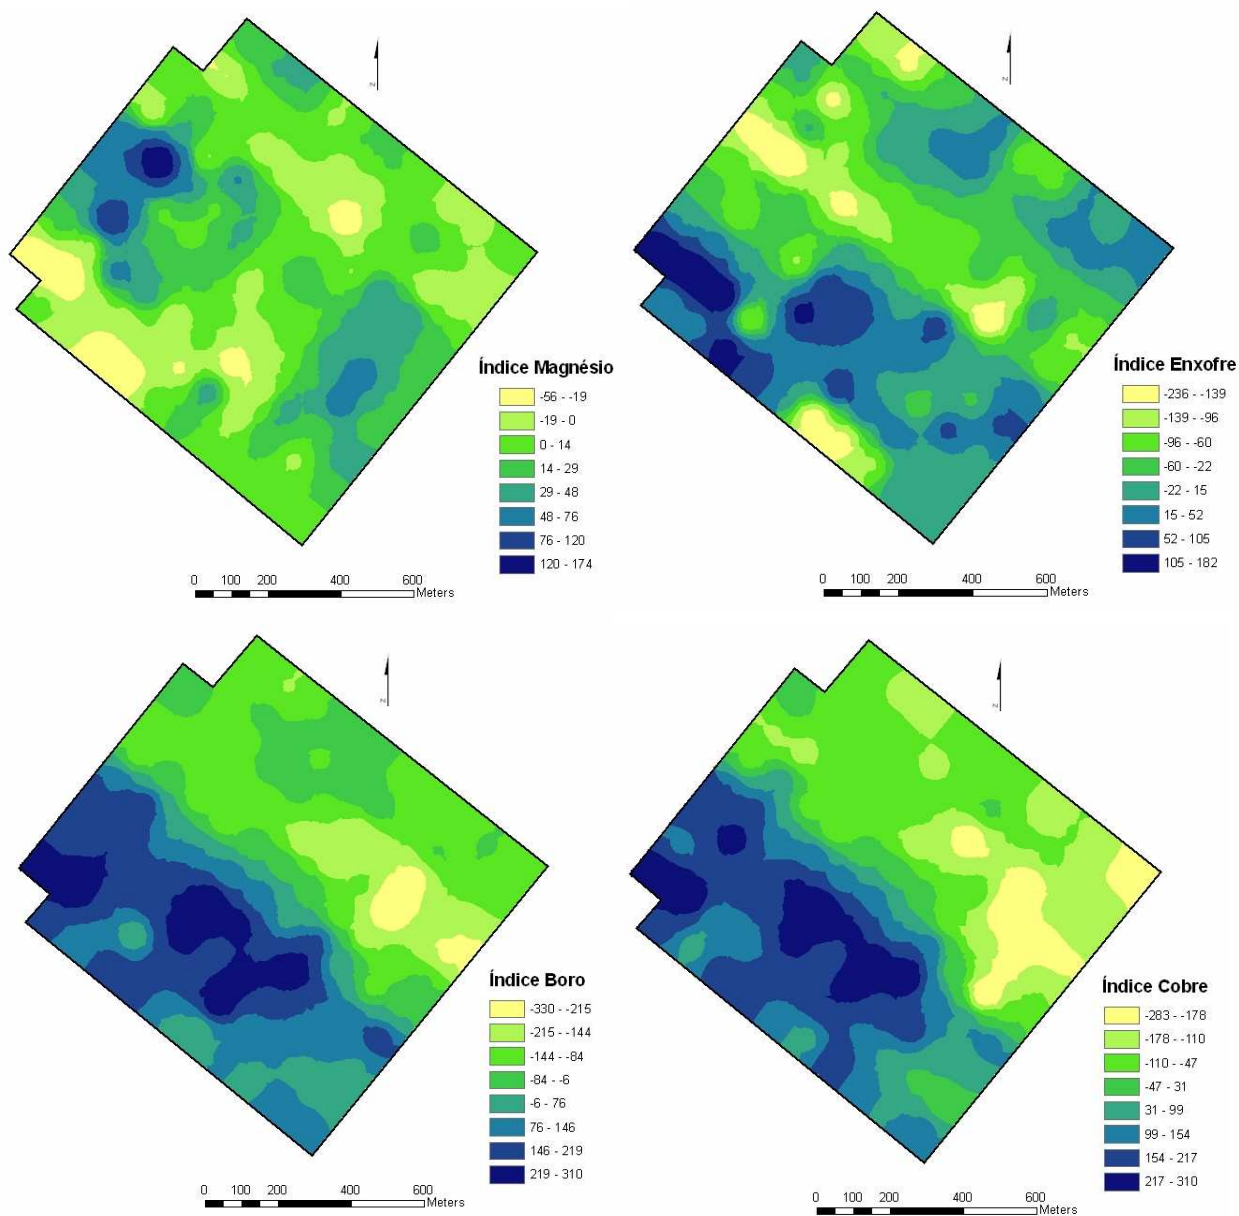 N
Índice Magnésio
-56 - -19
-19 - 0
0 - 14
14 - 29
29 - 48
48 - 76
76 - 120
120 - 174
0 100 200 400 600
Meters
N
Índice Enxofre
-236 - -139
-139 - -96
-96 - -60
-60 - -22
-22 - 15
15 - 52
52 - 105
105 - 182
0 100 200 400 600
Meters
N
Índice Boro
-330 - -215
-215 - -144
-144 - -84
-84 - -6
-6 - 76
76 - 146
146 - 219
219 - 310
0 100 200 400 600
Meters
N
Índice Cobre
-283 - -178
-178 - -110
-110 - -47
-47 - 31
31 - 99
99 - 154
154 - 217
217 - 310
0 100 200 400 600
Meters